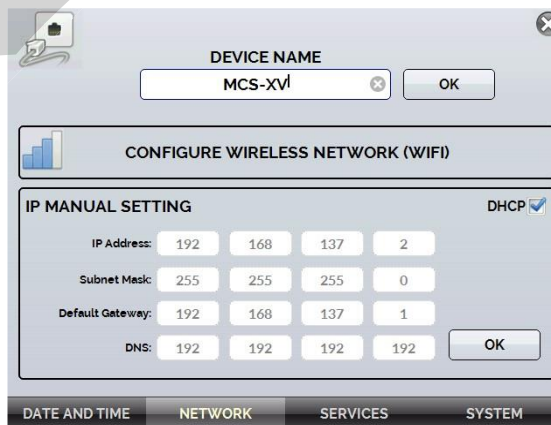 DEVICE NAME
MCS-XV OK
CONFIGURE WIRELESS NETWORK (WIFI)
IP MANUAL SETTING DHCP
IP Address: 192 168 137 2
Subnet Mask: 255 255 255 0
Default Gateway: 192 168 137 1
DNS: 192 192 192 192 OK
DATE AND TIME NETWORK SERVICES SYSTEM